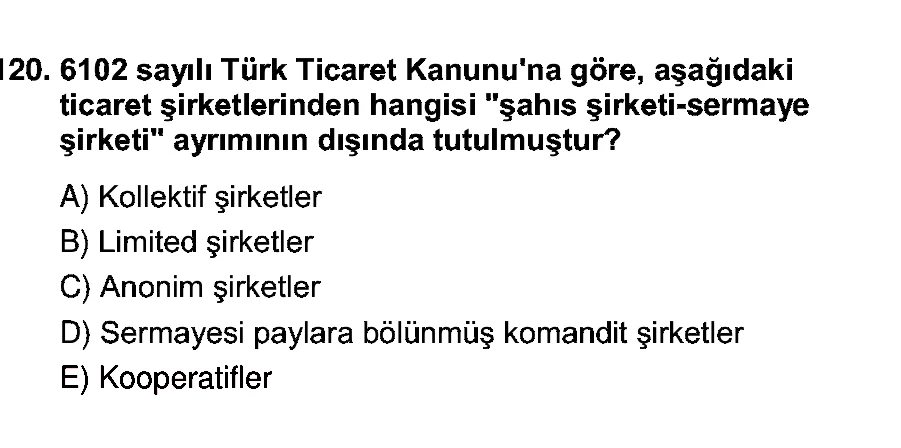 120. 6102 sayılı Türk Ticaret Kanunu'na göre, aşağıdaki
ticaret şirketlerinden hangisi "şahıs şirketi-sermaye
şirketi" ayrımının dışında tutulmuştur?
A) Kollektif şirketler
B) Limited şirketler
C) Anonim şirketler
D) Sermayesi paylara bölünmüş komandit şirketler
E) Kooperatifler